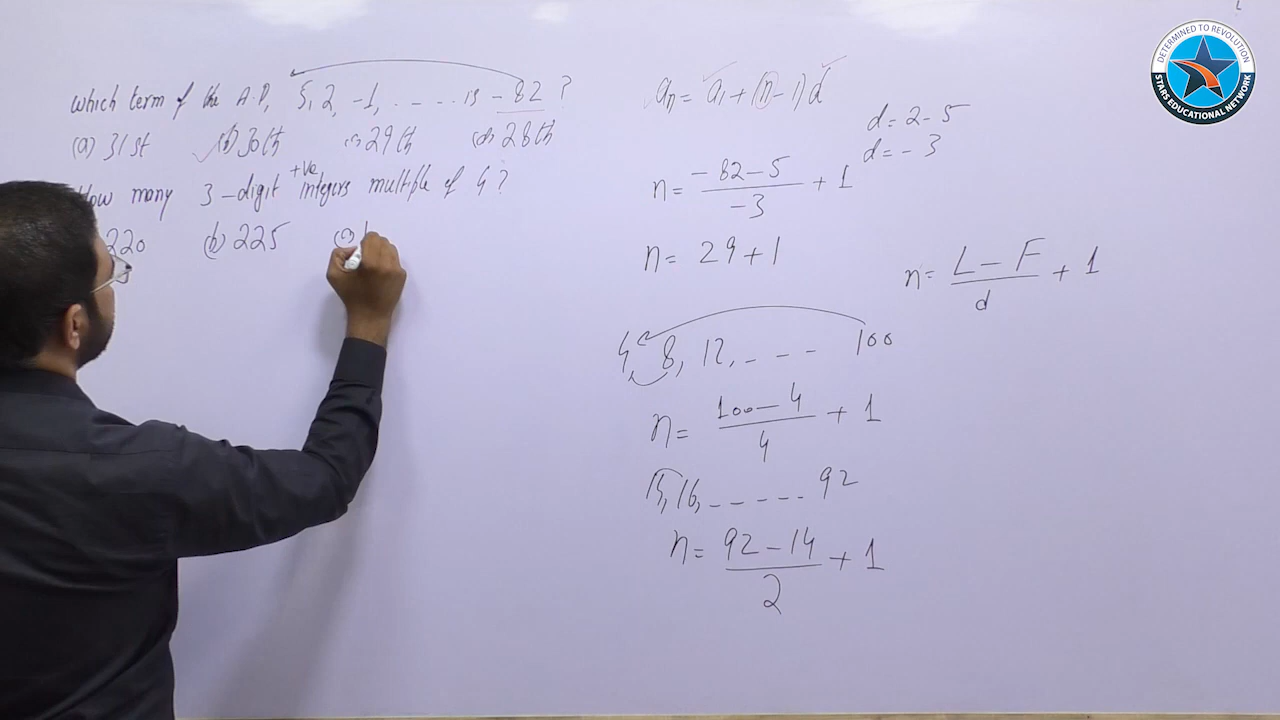 which term of the A.P, 5, 2, -1, ..... is -82 ?
(a) 31st (b) 30th (c) 29th (d) 28th
How many 3-digit +ve integers multiple of 4 ?
220 (b) 225 (c)
an = a1 + (n-1)d
d = 2-5
d = -3
n = -82-5 / -3 + 1
n = 29+1
n = L-F / d + 1
4, 8, 12, - - - 100
n = 100-4 / 4 + 1
14, 16, ----- 92
n = 92-14 / 2 + 1
DETERMINED TO REVOLUTION
STARS EDUCATIONAL NETWORK